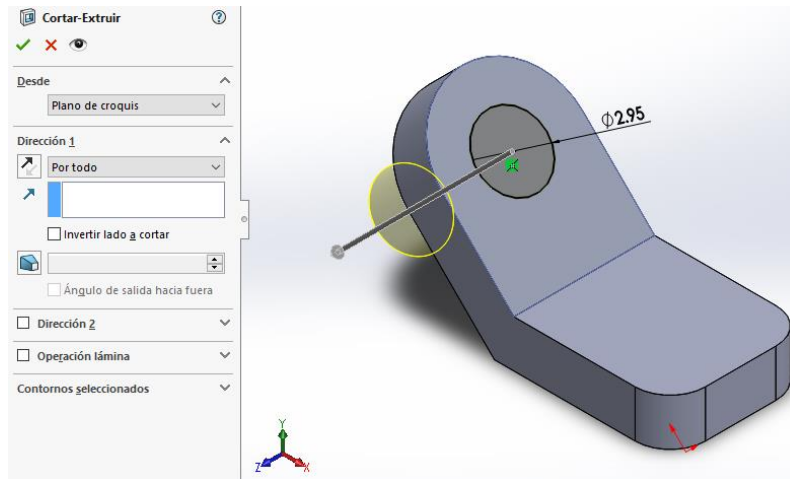 Cortar-Extruir
Desde
Plano de croquis
Dirección 1
Por todo
Invertir lado a cortar
Ángulo de salida hacia fuera
Dirección 2
Operación lámina
Contornos seleccionados
Φ2.95
Y
Z
X